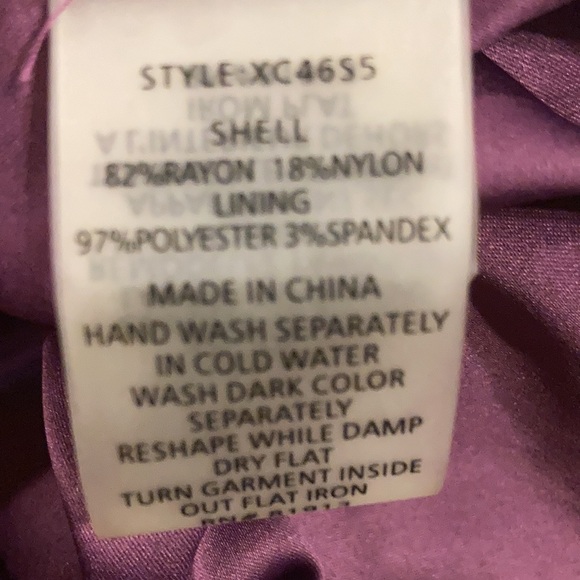 STYLE:XC46S5
SHELL
82%RAYON 18%NYLON
LINING
97%POLYESTER 3%SPANDEX
MADE IN CHINA
HAND WASH SEPARATELY
IN COLD WATER
WASH DARK COLOR
SEPARATELY
RESHAPE WHILE DAMP
DRY FLAT
TURN GARMENT INSIDE
OUT FLAT IRON